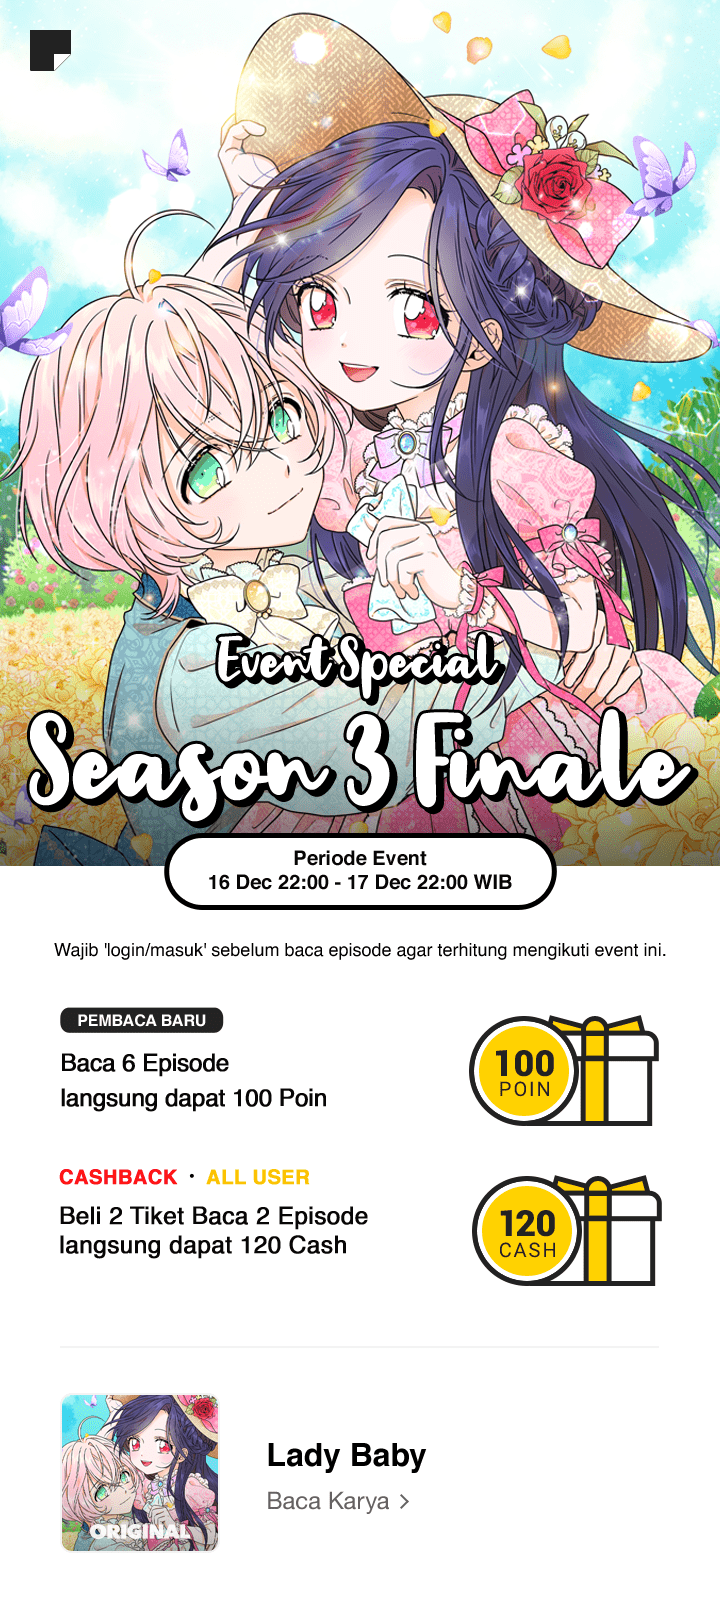 Event Special
Season 3 Finale
Periode Event
16 Dec 22:00 - 17 Dec 22:00 WIB
Wajib 'login/masuk' sebelum baca episode agar terhitung mengikuti event ini.
PEMBACA BARU
Baca 6 Episode
langsung dapat 100 Poin
100
POIN
CASHBACK · ALL USER
Beli 2 Tiket Baca 2 Episode
langsung dapat 120 Cash
120
CASH
ORIGINAL
Lady Baby
Baca Karya >